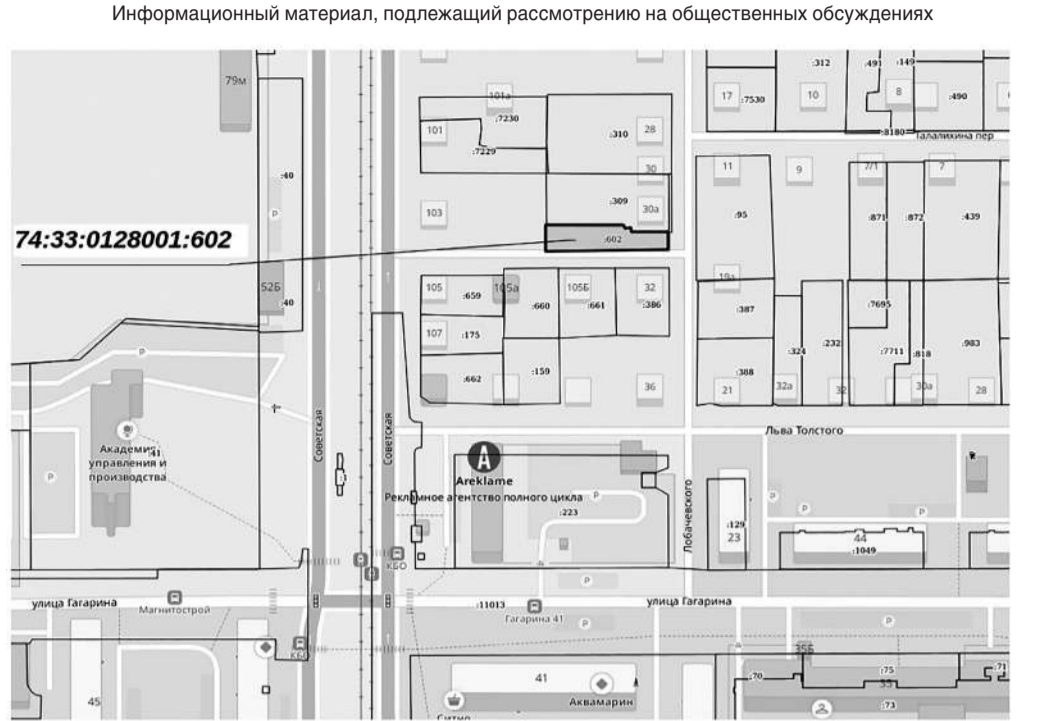 Информационный материал, подлежащий рассмотрению на общественных обсуждениях
79м
:312
:491
:149
17
:7530
10
8
:490
101а
:7230
101
:7229
:310
28
:8180
Талалихина пер
30
11
9
7/1
7
:40
:309
30а
103
:95
:871
:872
:439
P
74:33:0128001:602
:602
52Б
:40
105
:659
105а
:660
105Б
:661
32
:386
19а
:387
:7695
107
:175
:324
:232
:7711
:818
:983
P
:662
:159
:388
36
21
32а
32
30а
28
Советская
Советская
Льва Толстого
Академия
управления и
производства
:41
P
A
Areklame
Рекламное агентство полного цикла
P
:223
:1
Лобачевского
:129
23
P
P
P
44
:1049
КБО
P
улица Гагарина
Магнитострой
:11013
Гагарина 41
P
улица Гагарина
P
КБО
35Б
45
41
Аквамарин
Ситно
:70
:75
33
:73
:71